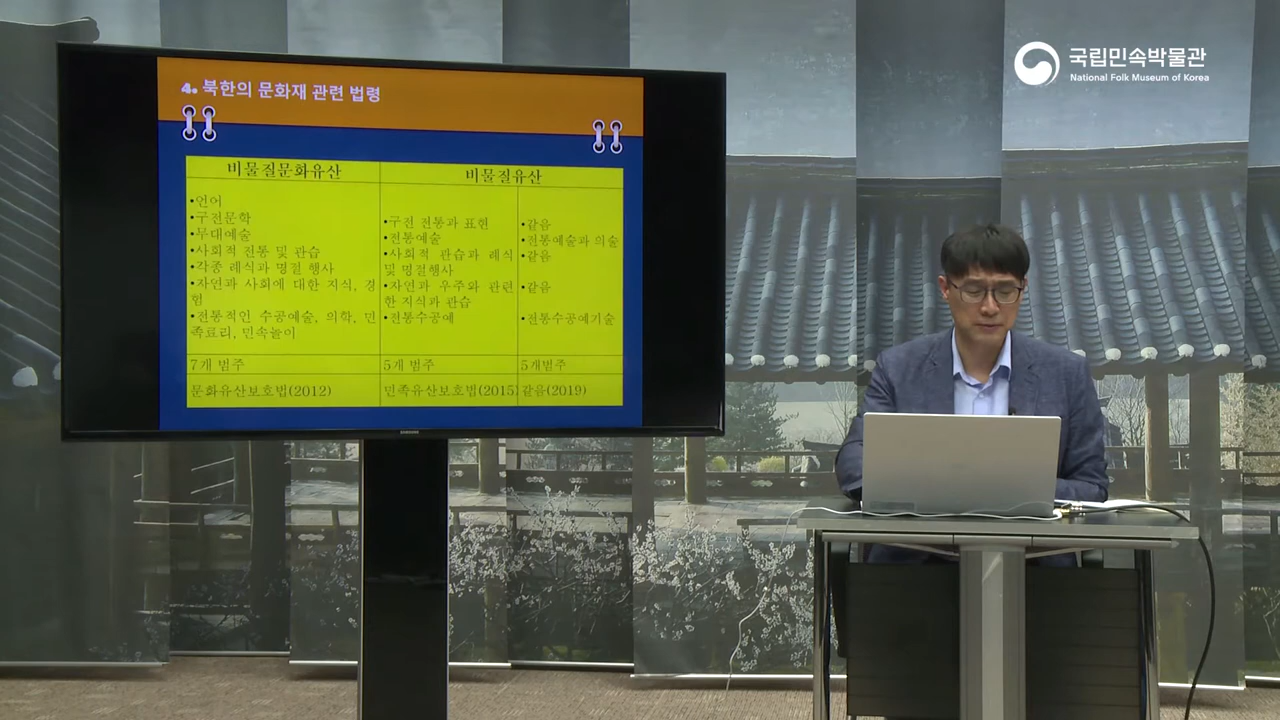 국립민속박물관
National Folk Museum of Korea
4. 북한의 문화재 관련 법령
비물질문화유산
비물질유산
•언어
•구전문학
•무대예술
•사회적 전통 및 관습
•각종 례식과 명절 행사
•자연과 사회에 대한 지식, 경
험
•전통적인 수공예술, 의학, 민
족료리, 민속놀이
•구전 전통과 표현
•전통예술
•사회적 관습과 례식
및 명절행사
•자연과 우주와 관련
한 지식과 관습
•전통수공예
•같음
•전통예술과 의술
•같음
•같음
•전통수공예기술
7개 범주
5개 범주
5개범주
문화유산보호법(2012)
민족유산보호법(2015)
같음(2019)
SAMSUNG